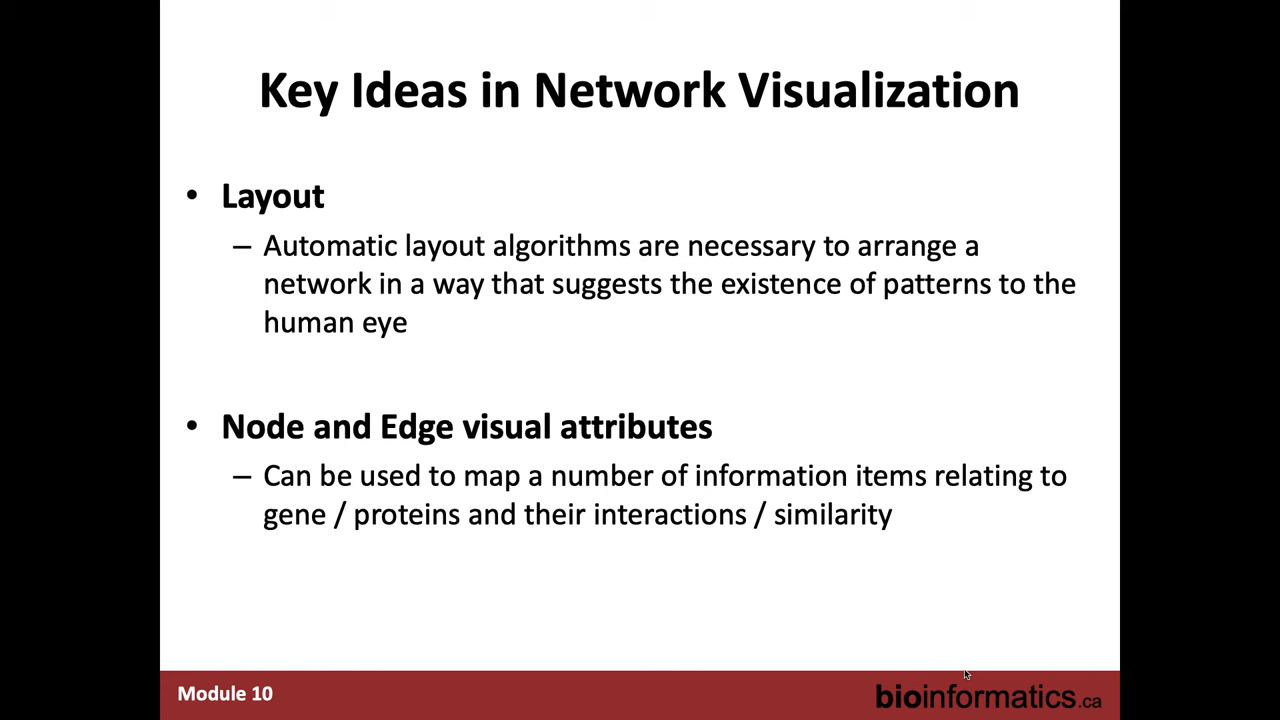 Key Ideas in Network Visualization
• Layout
– Automatic layout algorithms are necessary to arrange a
network in a way that suggests the existence of patterns to the
human eye
• Node and Edge visual attributes
– Can be used to map a number of information items relating to
gene / proteins and their interactions / similarity
Module 10
bioinformatics.ca